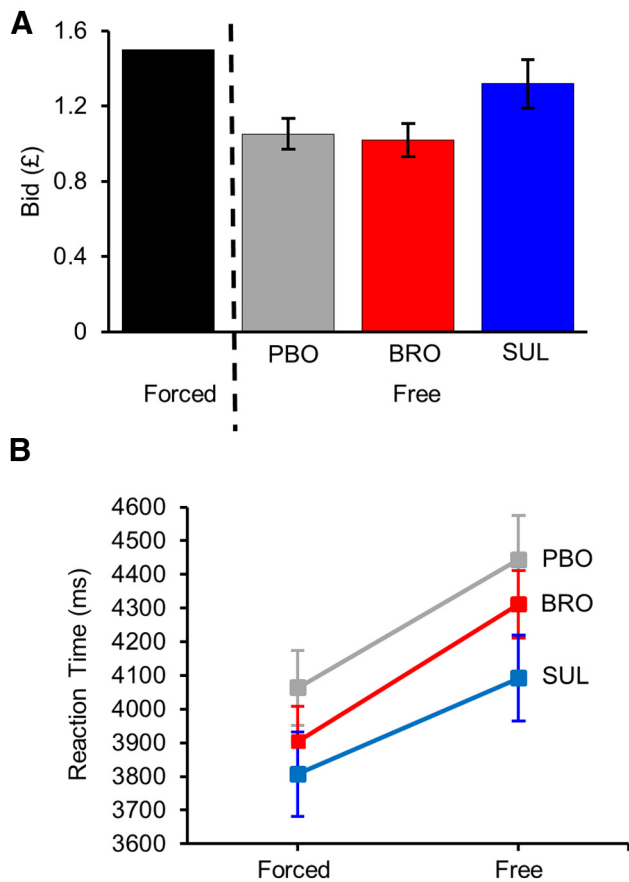 A
Bid (£)
1.6
1.2
0.8
0.4
0
PBO BRO SUL
Forced Free
B
Reaction Time (ms)
4600
4500
4400
4300
4200
4100
4000
3900
3800
3700
3600
PBO
BRO
SUL
Forced Free